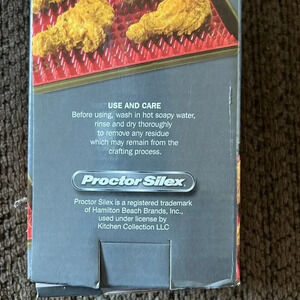 USE AND CARE
Before using, wash in hot soapy water,
rinse and dry thoroughly
to remove any residue
which may remain from the
crafting process.
Proctor Silex
Proctor Silex is a registered trademark
of Hamilton Beach Brands, Inc.,
used under license by
Kitchen Collection LLC